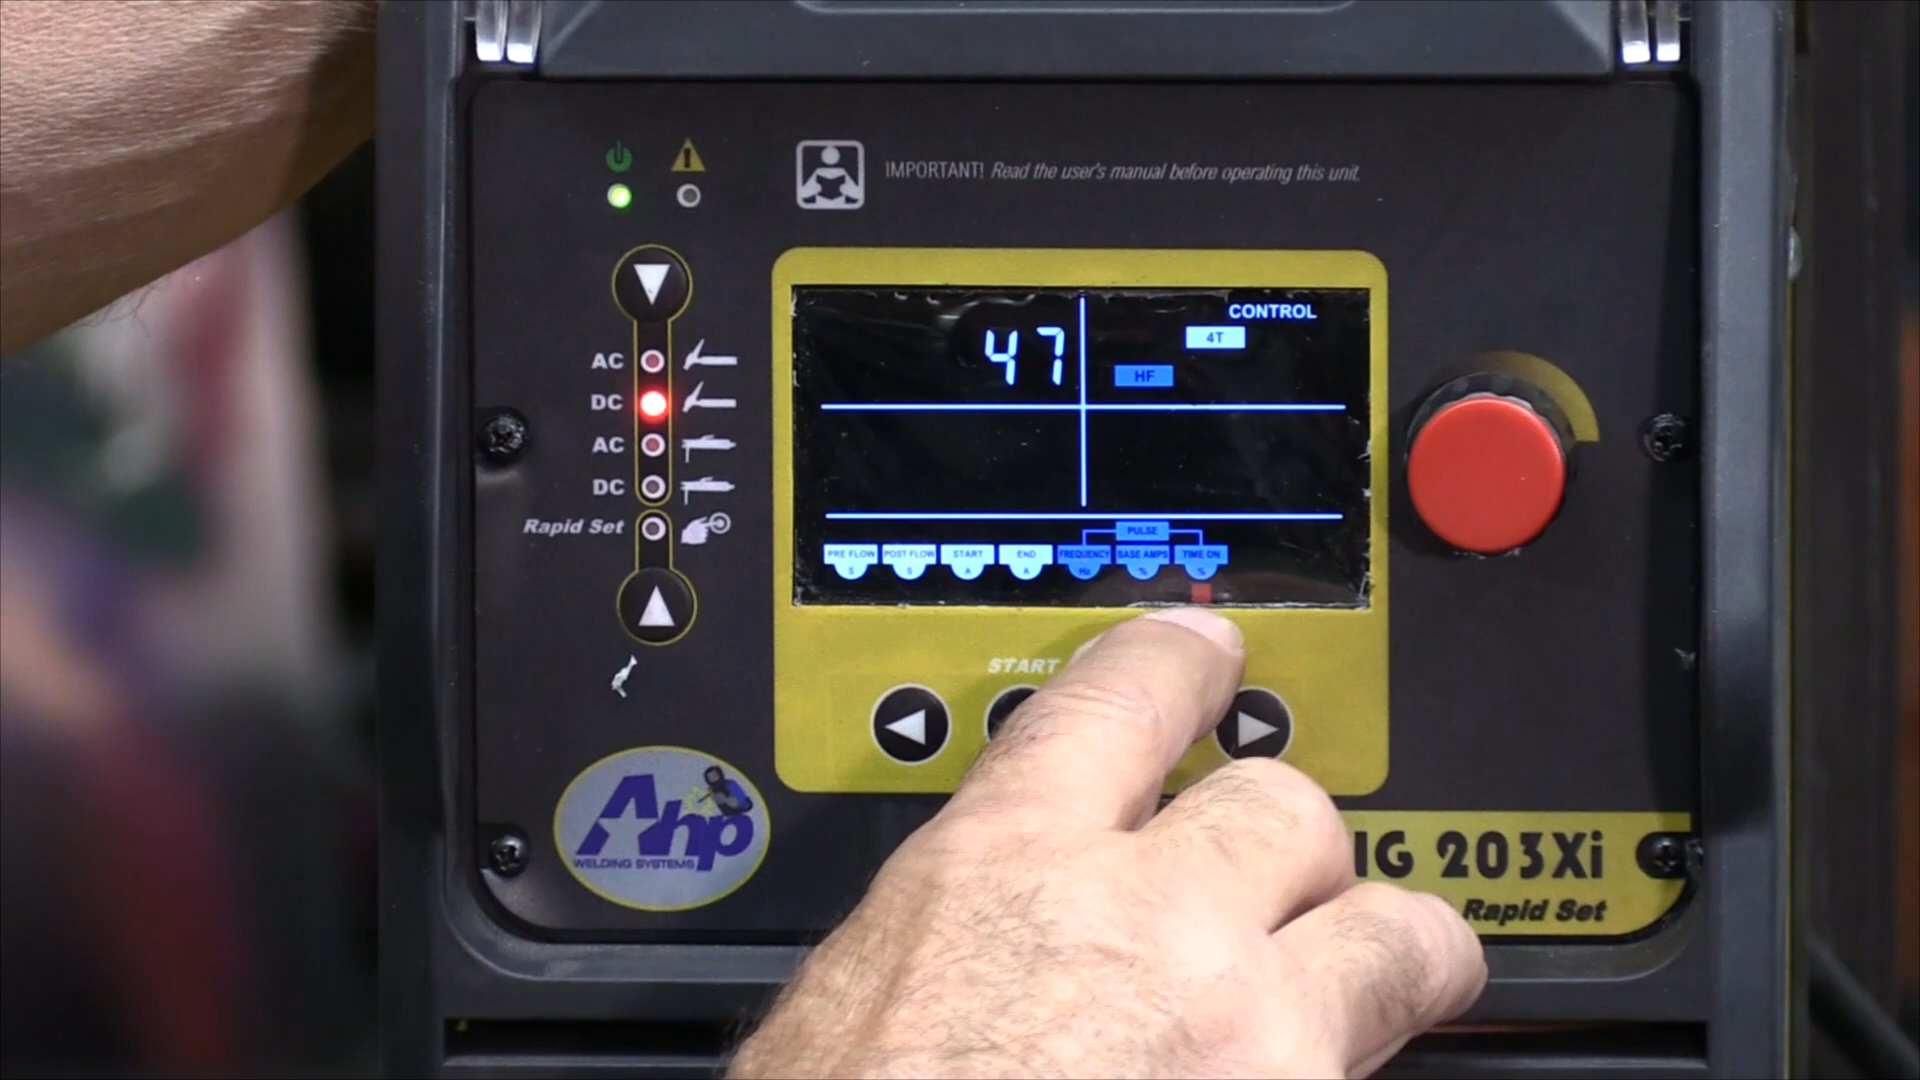 IMPORTANT! Read the user's manual before operating this unit.
CONTROL
4T
47
HF
AC
DC
AC
DC
Rapid Set
PULSE
PRE FLOW POST FLOW START END FREQUENCY BASE AMPS TIME ON
S S A A Hz % %
START
Ahp
WELDING SYSTEMS
IG 203Xi
Rapid Set